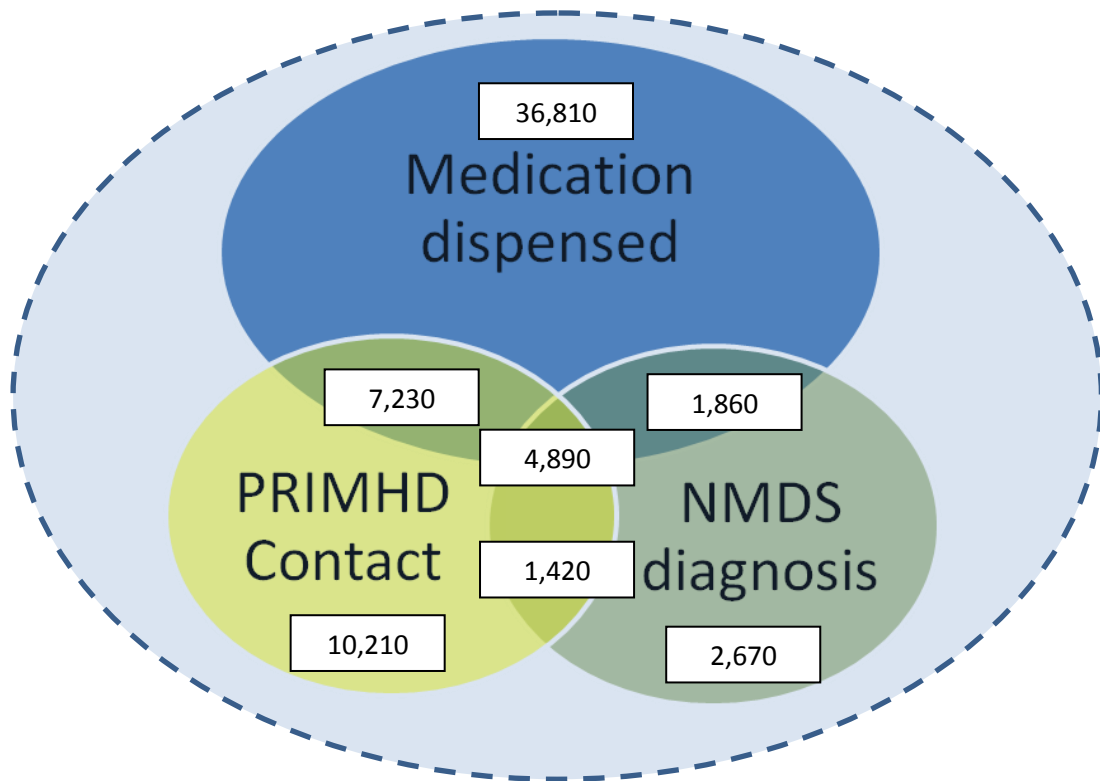 36,810
Medication
dispensed
7,230
1,860
4,890
PRIMHD
Contact
NMDS
diagnosis
1,420
10,210
2,670